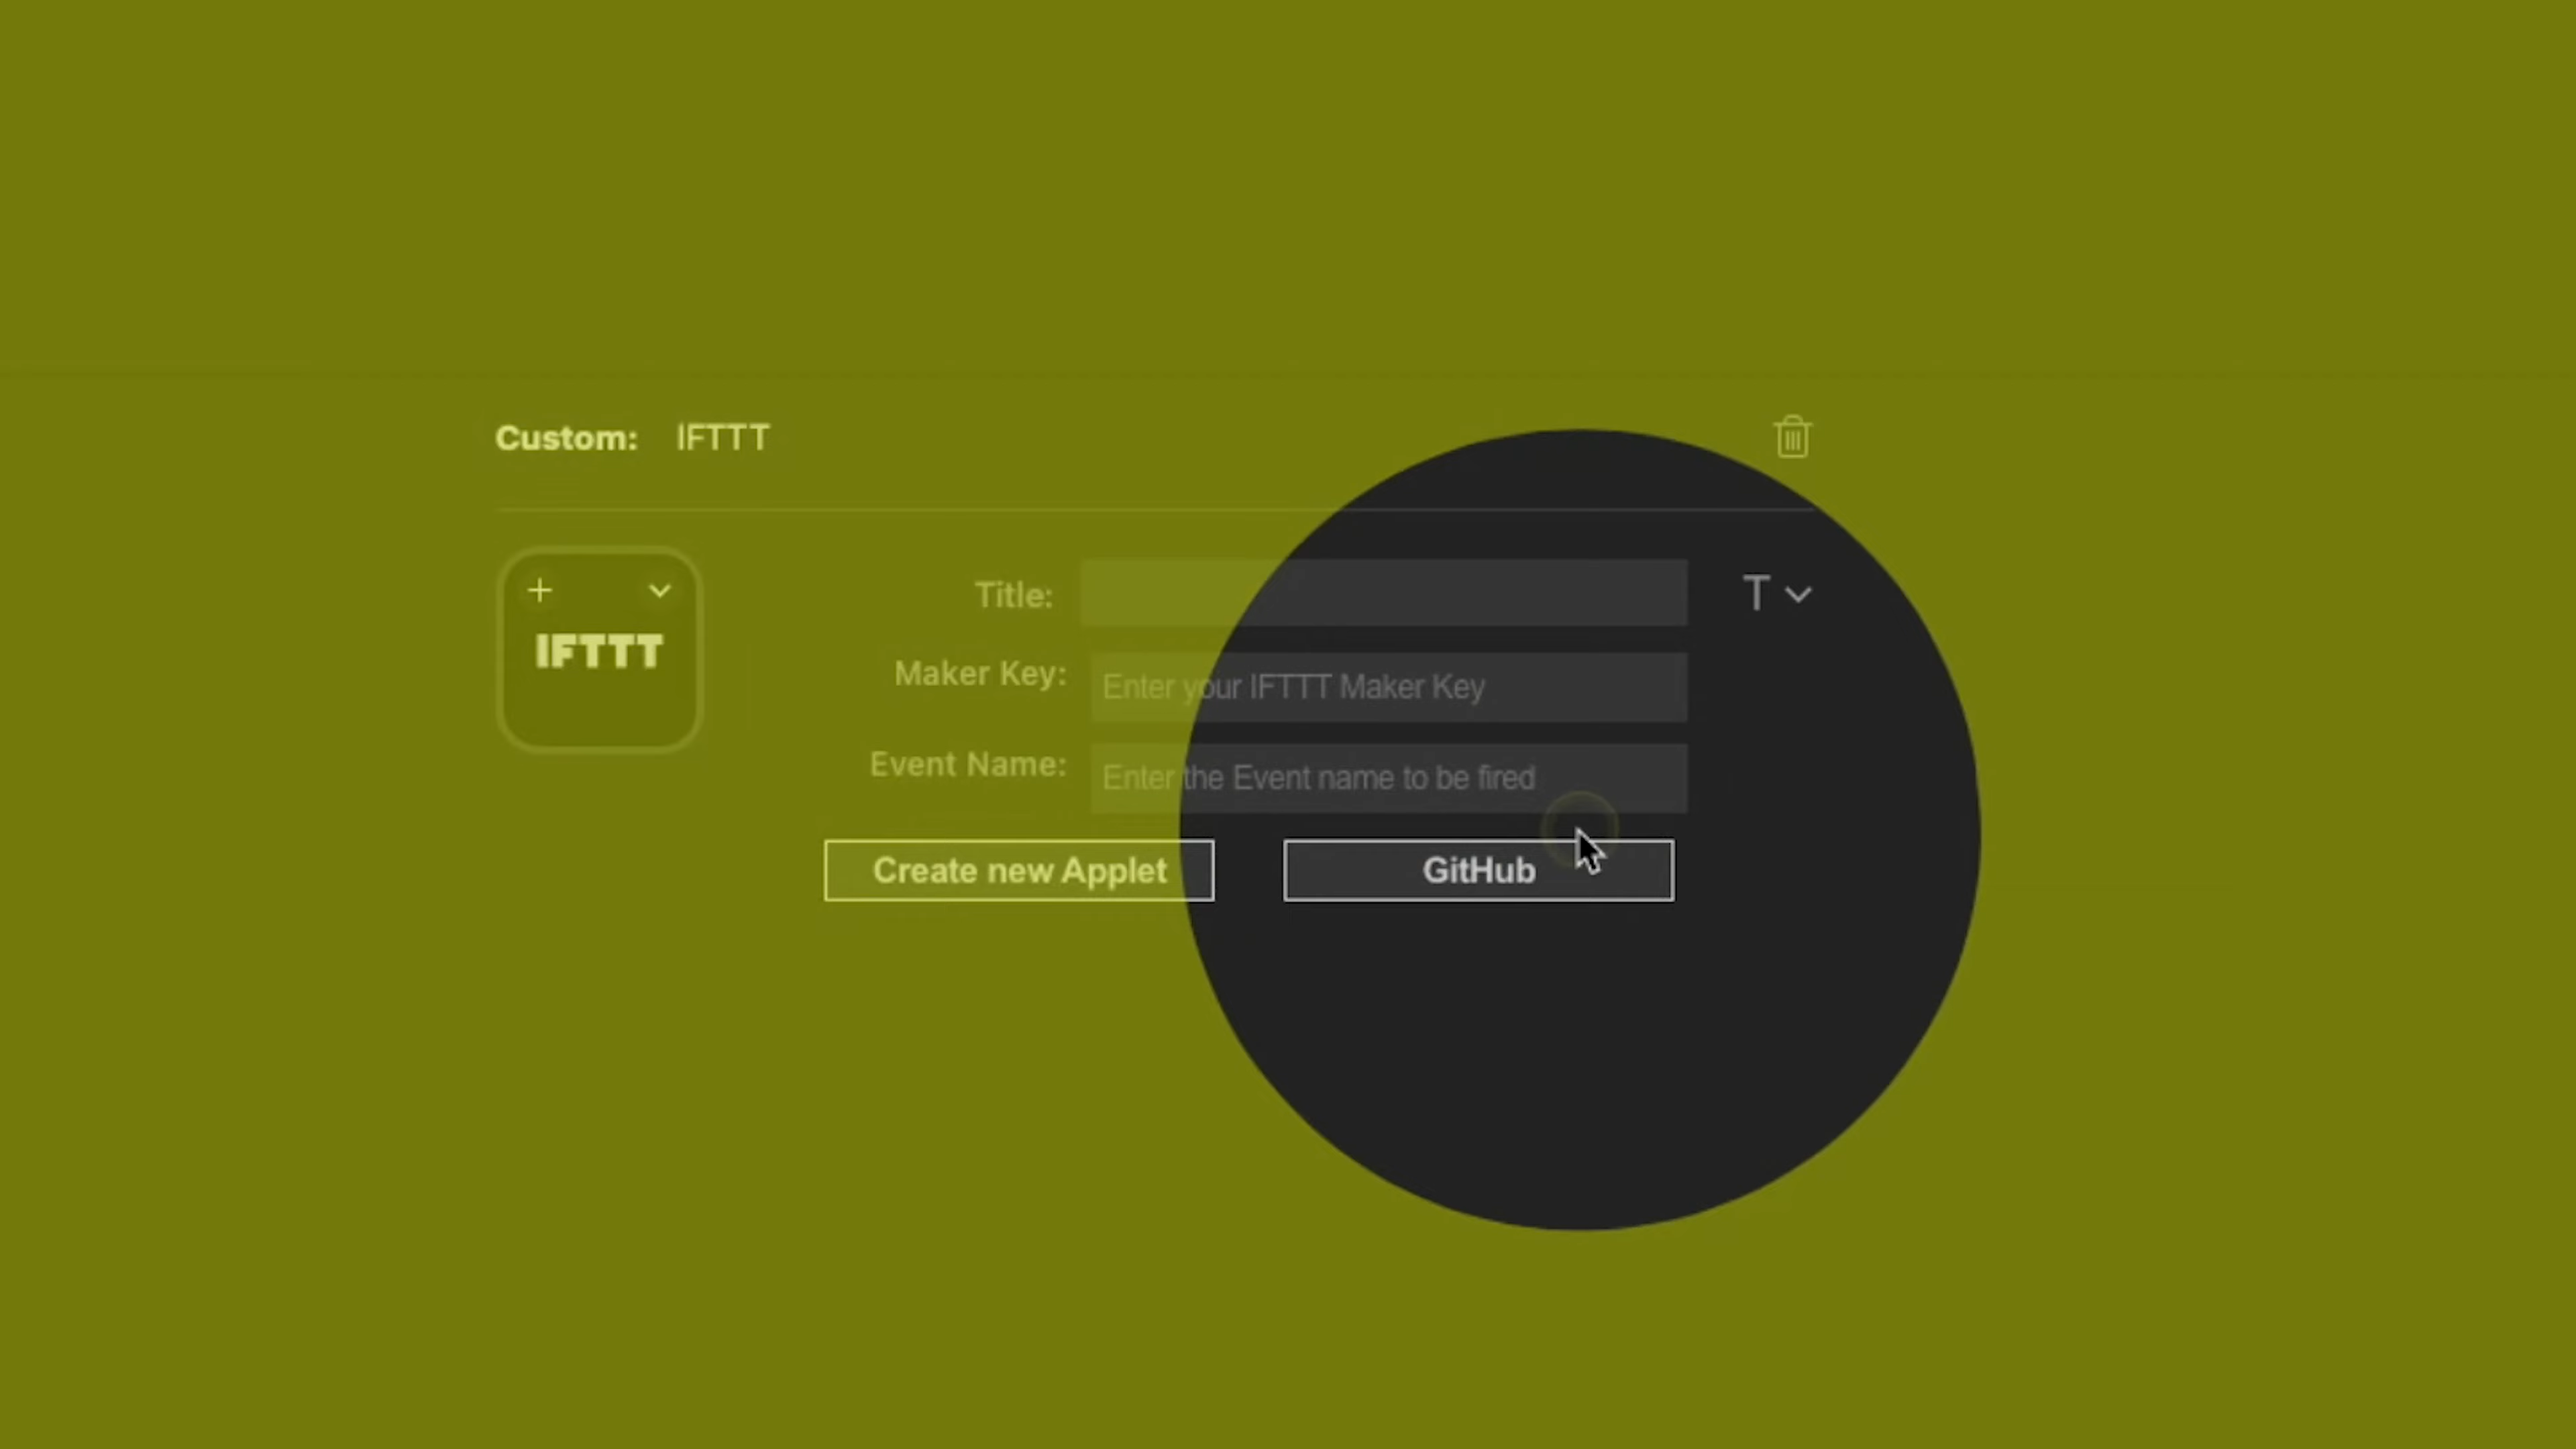 Custom: IFTTT
IFTTT
Title:
T
Maker Key: Enter your IFTTT Maker Key
Event Name: Enter the Event name to be fired
Create new Applet
GitHub